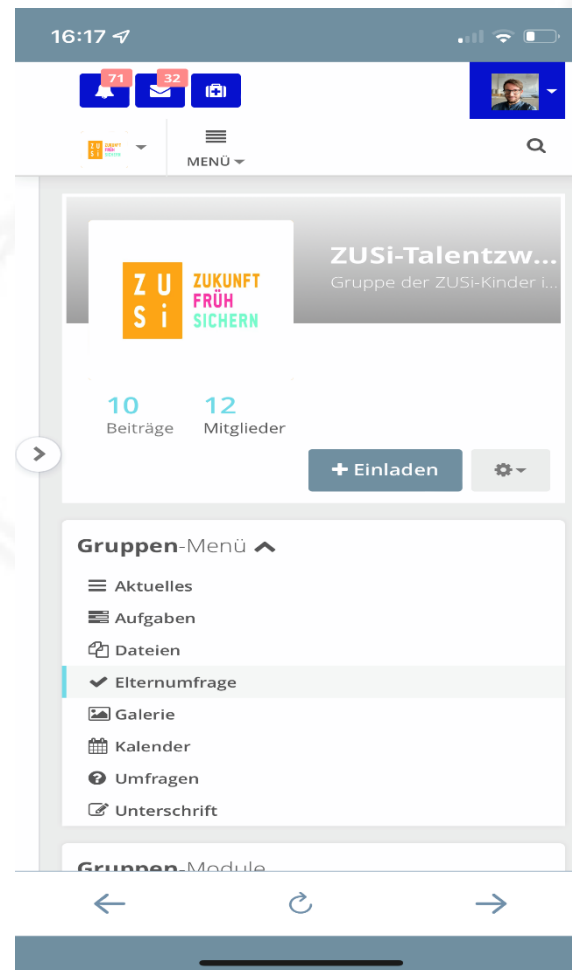 16:17
71
32
MENÜ
ZUSi-Talentzw...
Gruppe der ZUSi-Kinder i...
Z U
S i
ZUKUNFT
FRÜH
SICHERN
10
Beiträge
12
Mitglieder
Einladen
Gruppen-Menü
Aktuelles
Aufgaben
Dateien
Elternumfrage
Galerie
Kalender
Umfragen
Unterschrift
Gruppen-Module